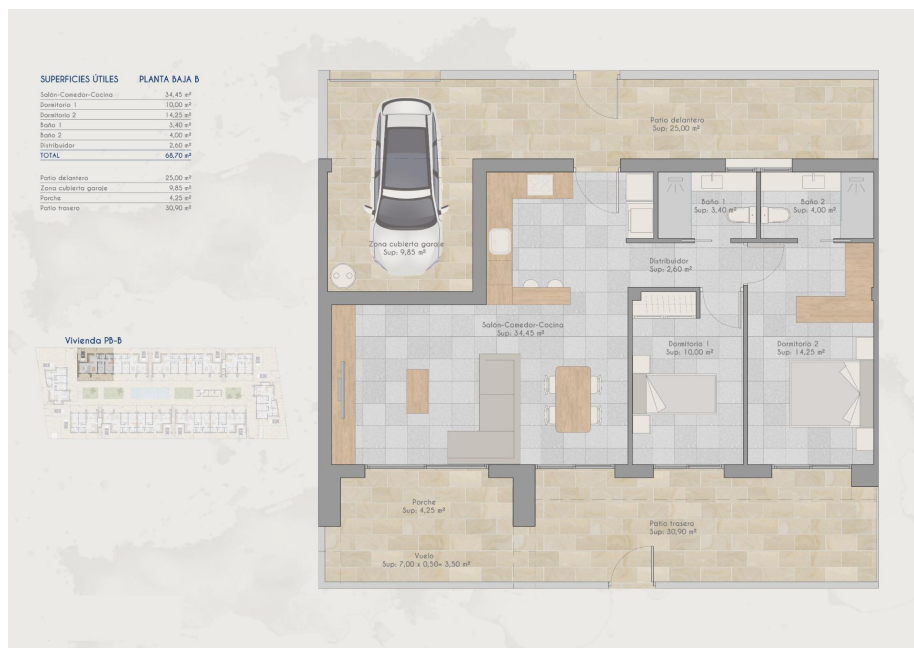 SUPERFICIES ÚTILES PLANTA BAJA B
Salón-Comedor-Cocina 34,45 m²
Dormitorio 1 10,00 m²
Dormitorio 2 14,25 m²
Baño 1 3,40 m²
Baño 2 4,00 m²
Distribuidor 2,60 m²
TOTAL 68,70 m²
Patio delantero 25,00 m²
Zona cubierta garaje 9,85 m²
Porche 4,25 m²
Patio trasero 30,90 m²
Vivienda PB-B
Patio delantero
Sup: 25,00 m²
Baño 1
Sup: 3,40 m²
Baño 2
Sup: 4,00 m²
Zona cubierta garaje
Sup: 9,85 m²
Distribuidor
Sup: 2,60 m²
Salón-Comedor-Cocina
Sup: 34,45 m²
Dormitorio 1
Sup: 10,00 m²
Dormitorio 2
Sup: 14,25 m²
Porche
Sup: 4,25 m²
Patio trasero
Sup: 30,90 m²
Vuelo
Sup: 7,00 x 0,50= 3,50 m²